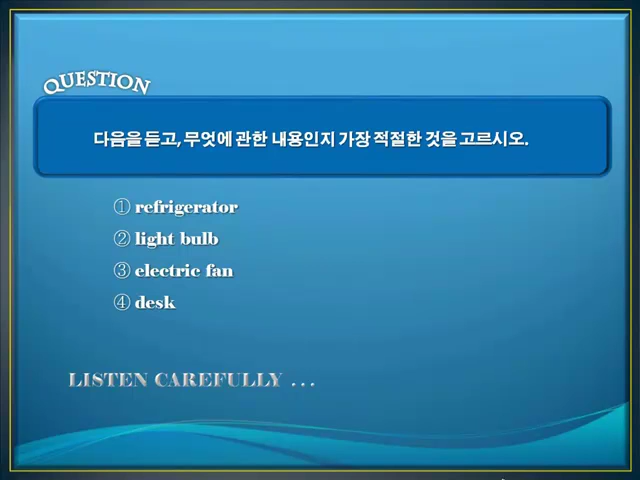 QUESTION
다음을 듣고, 무엇에 관한 내용인지 가장 적절한 것을 고르시오.
① refrigerator
② light bulb
③ electric fan
④ desk
LISTEN CAREFULLY ...